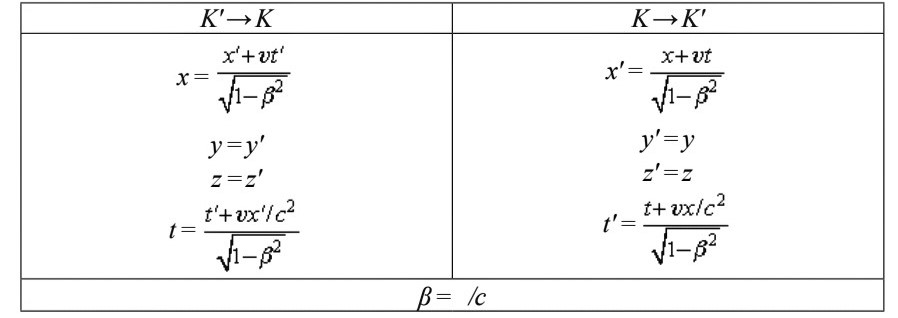 K′→K K→K′
x = (x′+vt′)/√(1−β²) x′ = (x+vt)/√(1−β²)
y = y′ y′ = y
z = z′ z′ = z
t = (t′+vx′/c²)/√(1−β²) t′ = (t+vx/c²)/√(1−β²)
β = /c